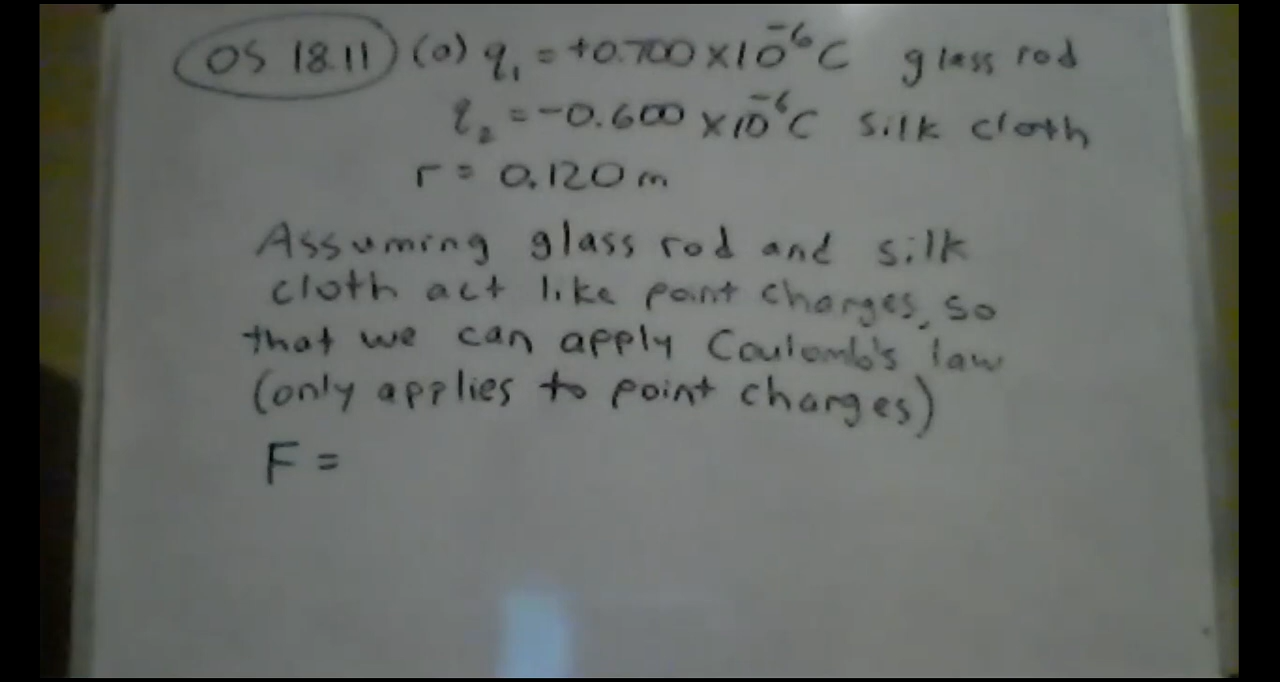 OS 18.11 (a) q₁ = +0.700 × 10⁻⁶ C glass rod
q₂ = -0.600 × 10⁻⁶ C silk cloth
r = 0.120 m
Assuming glass rod and silk
cloth act like point charges, so
that we can apply Coulomb's law
(only applies to point charges)
F =